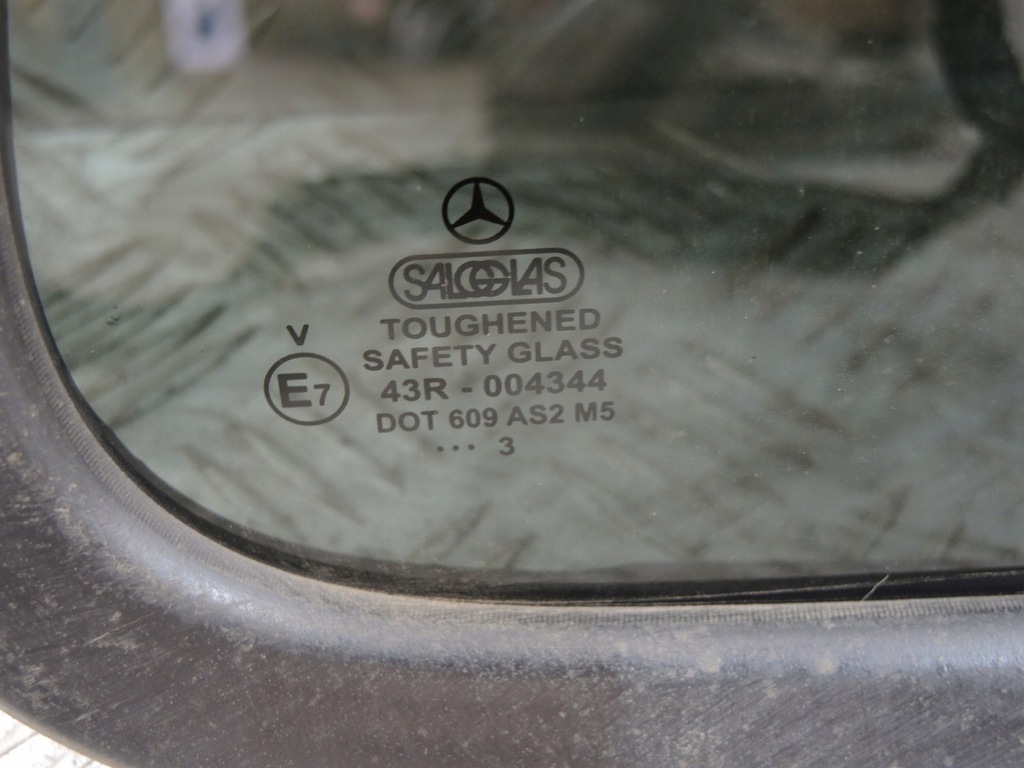 SALGGLAS
TOUGHENED
SAFETY GLASS
V
E7
43R - 004344
DOT 609 AS2 M5
... 3